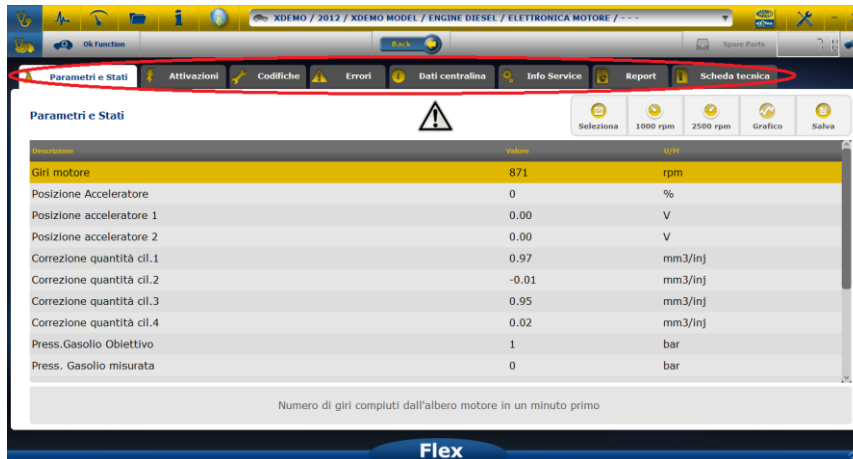 XDEMO / 2012 / XDEMO MODEL / ENGINE DIESEL / ELETTRONICA MOTORE / - - -
Ok Function Back Spare Parts
Parametri e Stati Attivazioni Codifiche Errori Dati centralina Info Service Report Scheda tecnica
Parametri e Stati Seleziona 1000 rpm 2500 rpm Grafico Salva
Descrizione Valore U/M
Giri motore 871 rpm
Posizione Acceleratore 0 %
Posizione acceleratore 1 0.00 V
Posizione acceleratore 2 0.00 V
Correzione quantità cil.1 0.97 mm3/inj
Correzione quantità cil.2 -0.01 mm3/inj
Correzione quantità cil.3 0.95 mm3/inj
Correzione quantità cil.4 0.02 mm3/inj
Press.Gasolio Obiettivo 1 bar
Press. Gasolio misurata 0 bar
Numero di giri compiuti dall'albero motore in un minuto primo
Flex